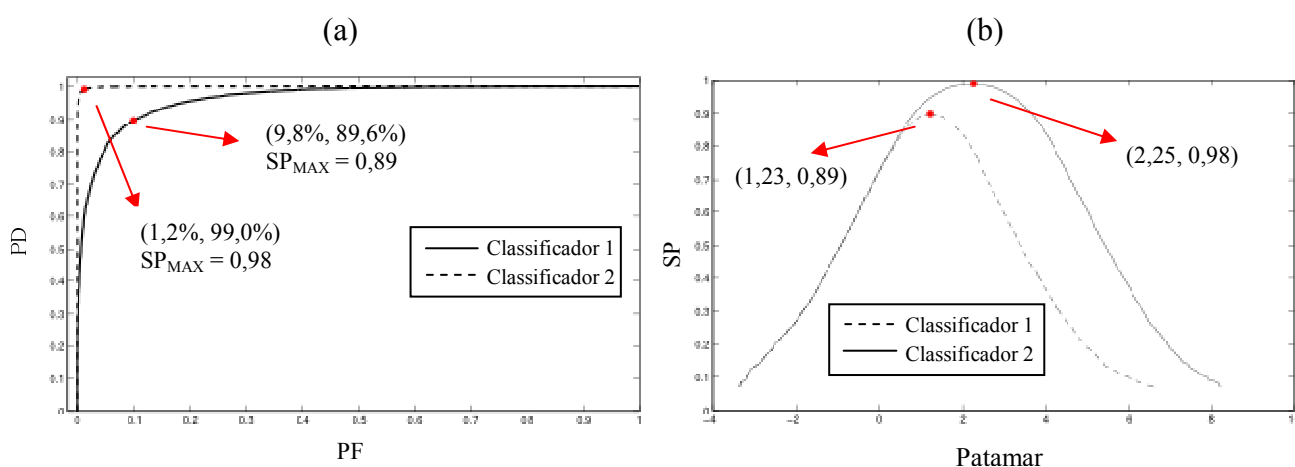 (a)
PD
1
0.9
0.8
0.7
0.6
0.5
0.4
0.3
0.2
0.1
0
0 0.1 0.2 0.3 0.4 0.5 0.6 0.7 0.8 0.9 1
PF
(9,8%, 89,6%)
SPMAX = 0,89
(1,2%, 99,0%)
SPMAX = 0,98
Classificador 1
Classificador 2
(b)
SP
1
0.9
0.8
0.7
0.6
0.5
0.4
0.3
0.2
0.1
0
-4 -2 0 2 4 6 8 1
Patamar
(1,23, 0,89)
(2,25, 0,98)
Classificador 1
Classificador 2